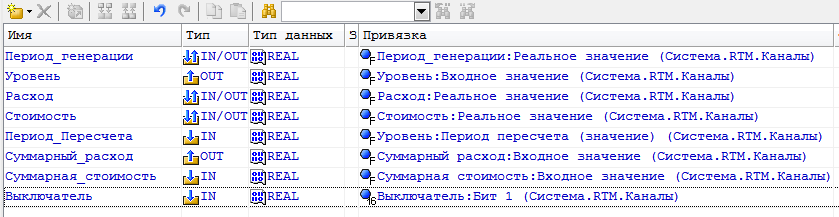 Имя Тип Тип данных З Привязка
Период_генерации IN/OUT REAL Период_генерации:Реальное значение (Система.RTM.Каналы)
Уровень OUT REAL Уровень:Входное значение (Система.RTM.Каналы)
Расход IN/OUT REAL Расход:Реальное значение (Система.RTM.Каналы)
Стоимость IN/OUT REAL Стоимость:Реальное значение (Система.RTM.Каналы)
Период_Пересчета IN REAL Уровень:Период пересчета (значение) (Система.RTM.Каналы)
Суммарный_расход OUT REAL Суммарный расход:Входное значение (Система.RTM.Каналы)
Суммарная_стоимость IN REAL Суммарная стоимость:Входное значение (Система.RTM.Каналы)
Выключатель IN REAL Выключатель:Бит 1 (Система.RTM.Каналы)